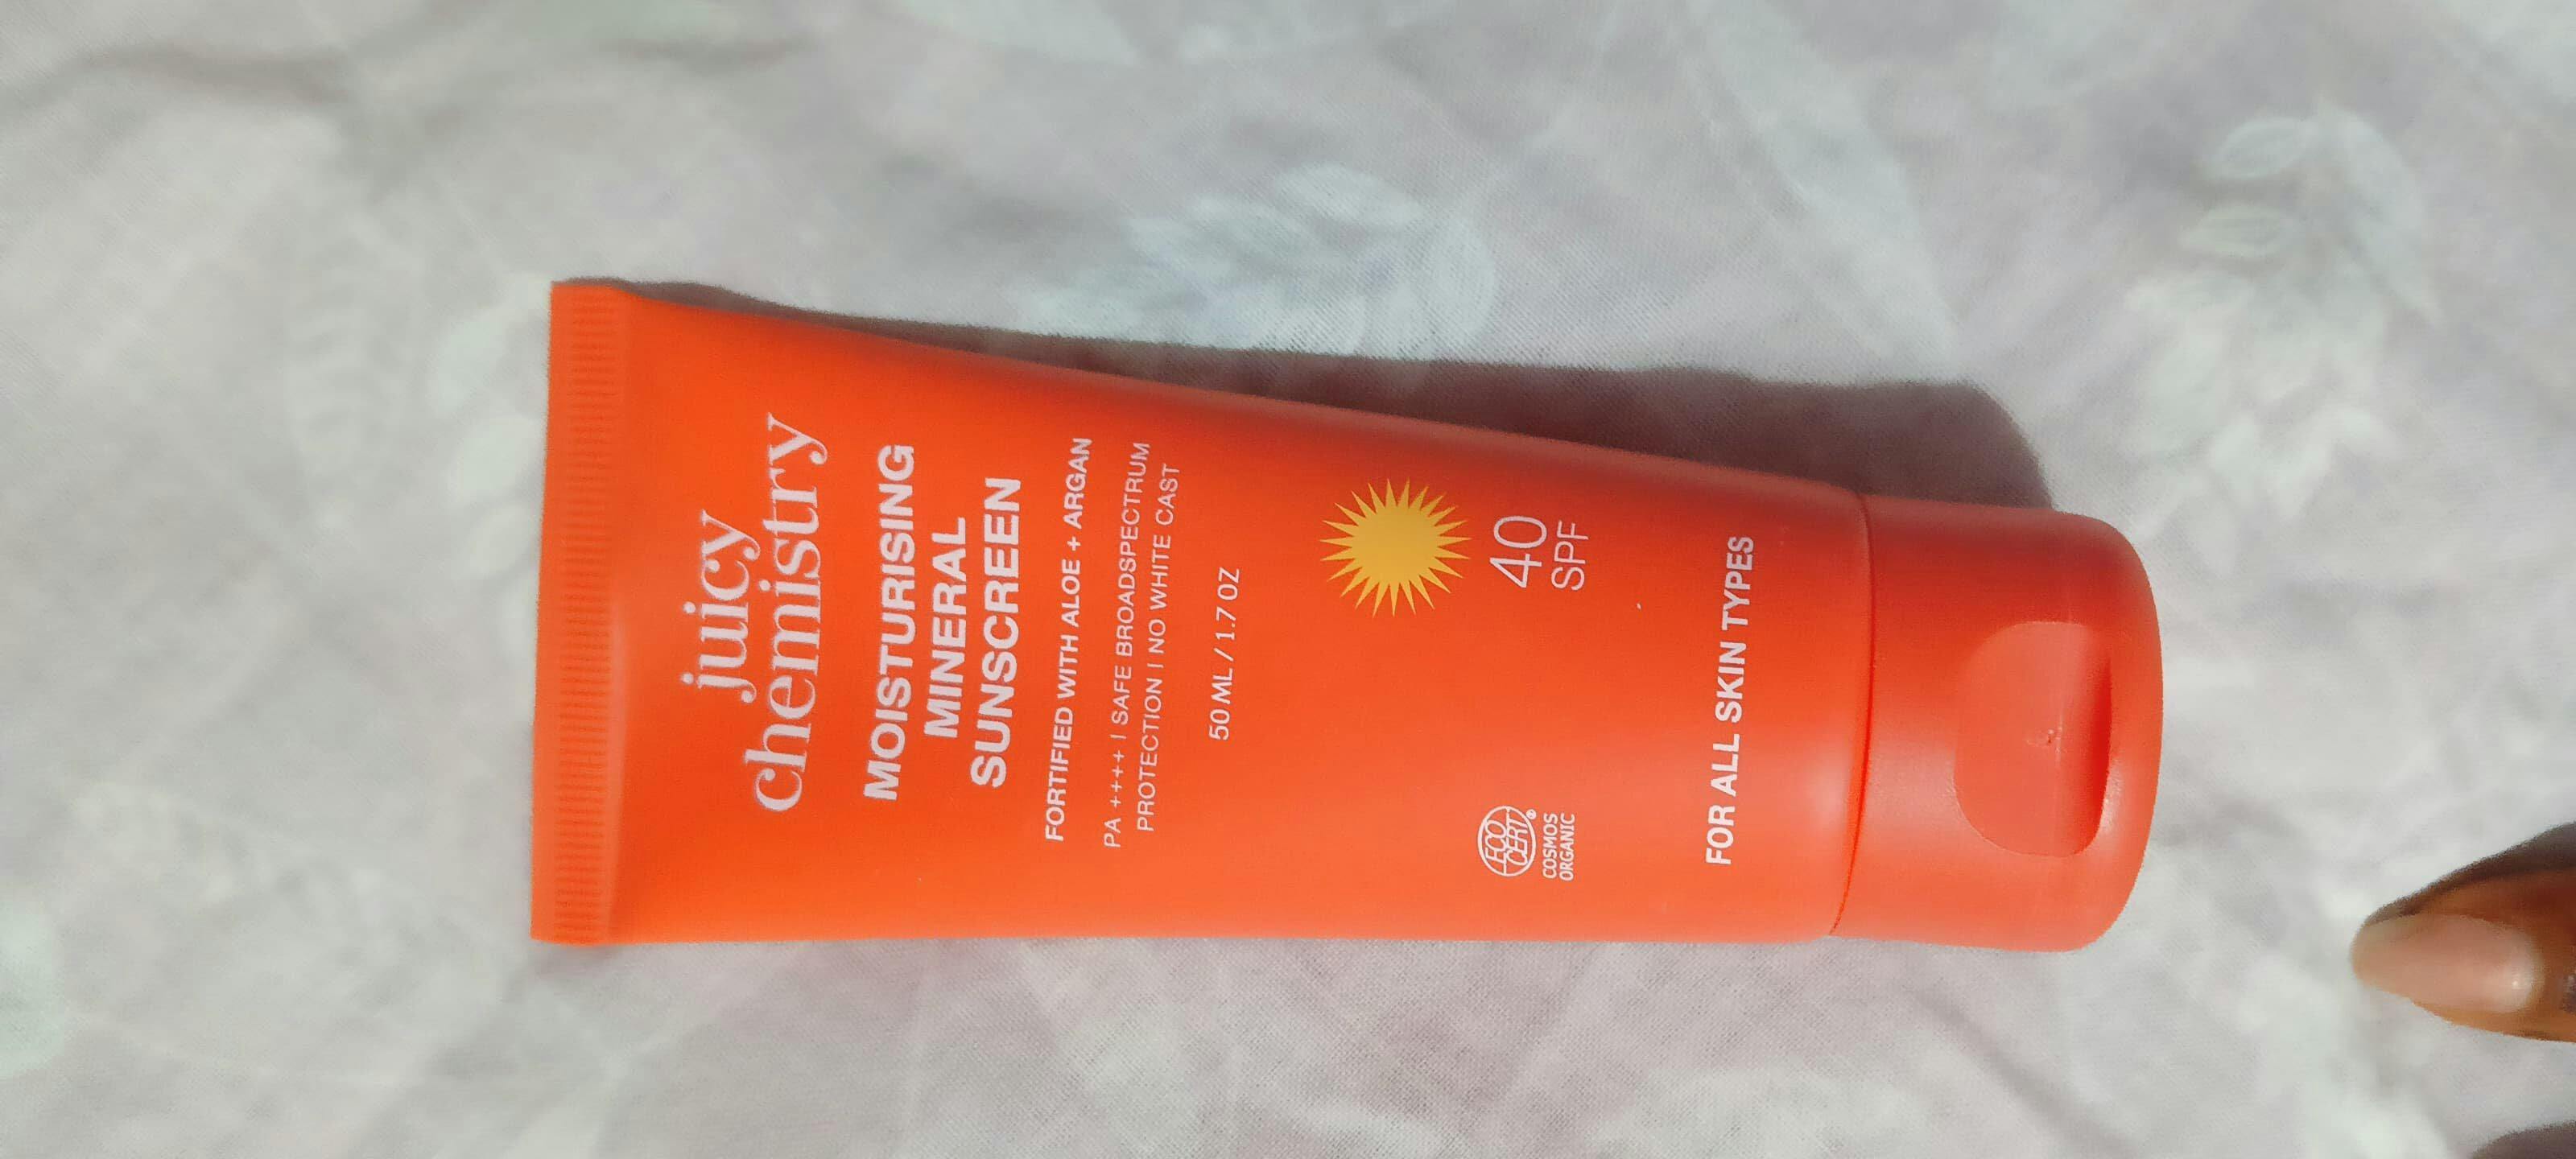 juicy
chemistry
MOISTURISING
MINERAL
SUNSCREEN
FORTIFIED WITH ALOE + ARGAN
PA ++++ I SAFE BROADSPECTRUM
PROTECTION I NO WHITE CAST
50 ML / 1.7 OZ
40
SPF
ECO
CERT®
COSMOS
ORGANIC
FOR ALL SKIN TYPES